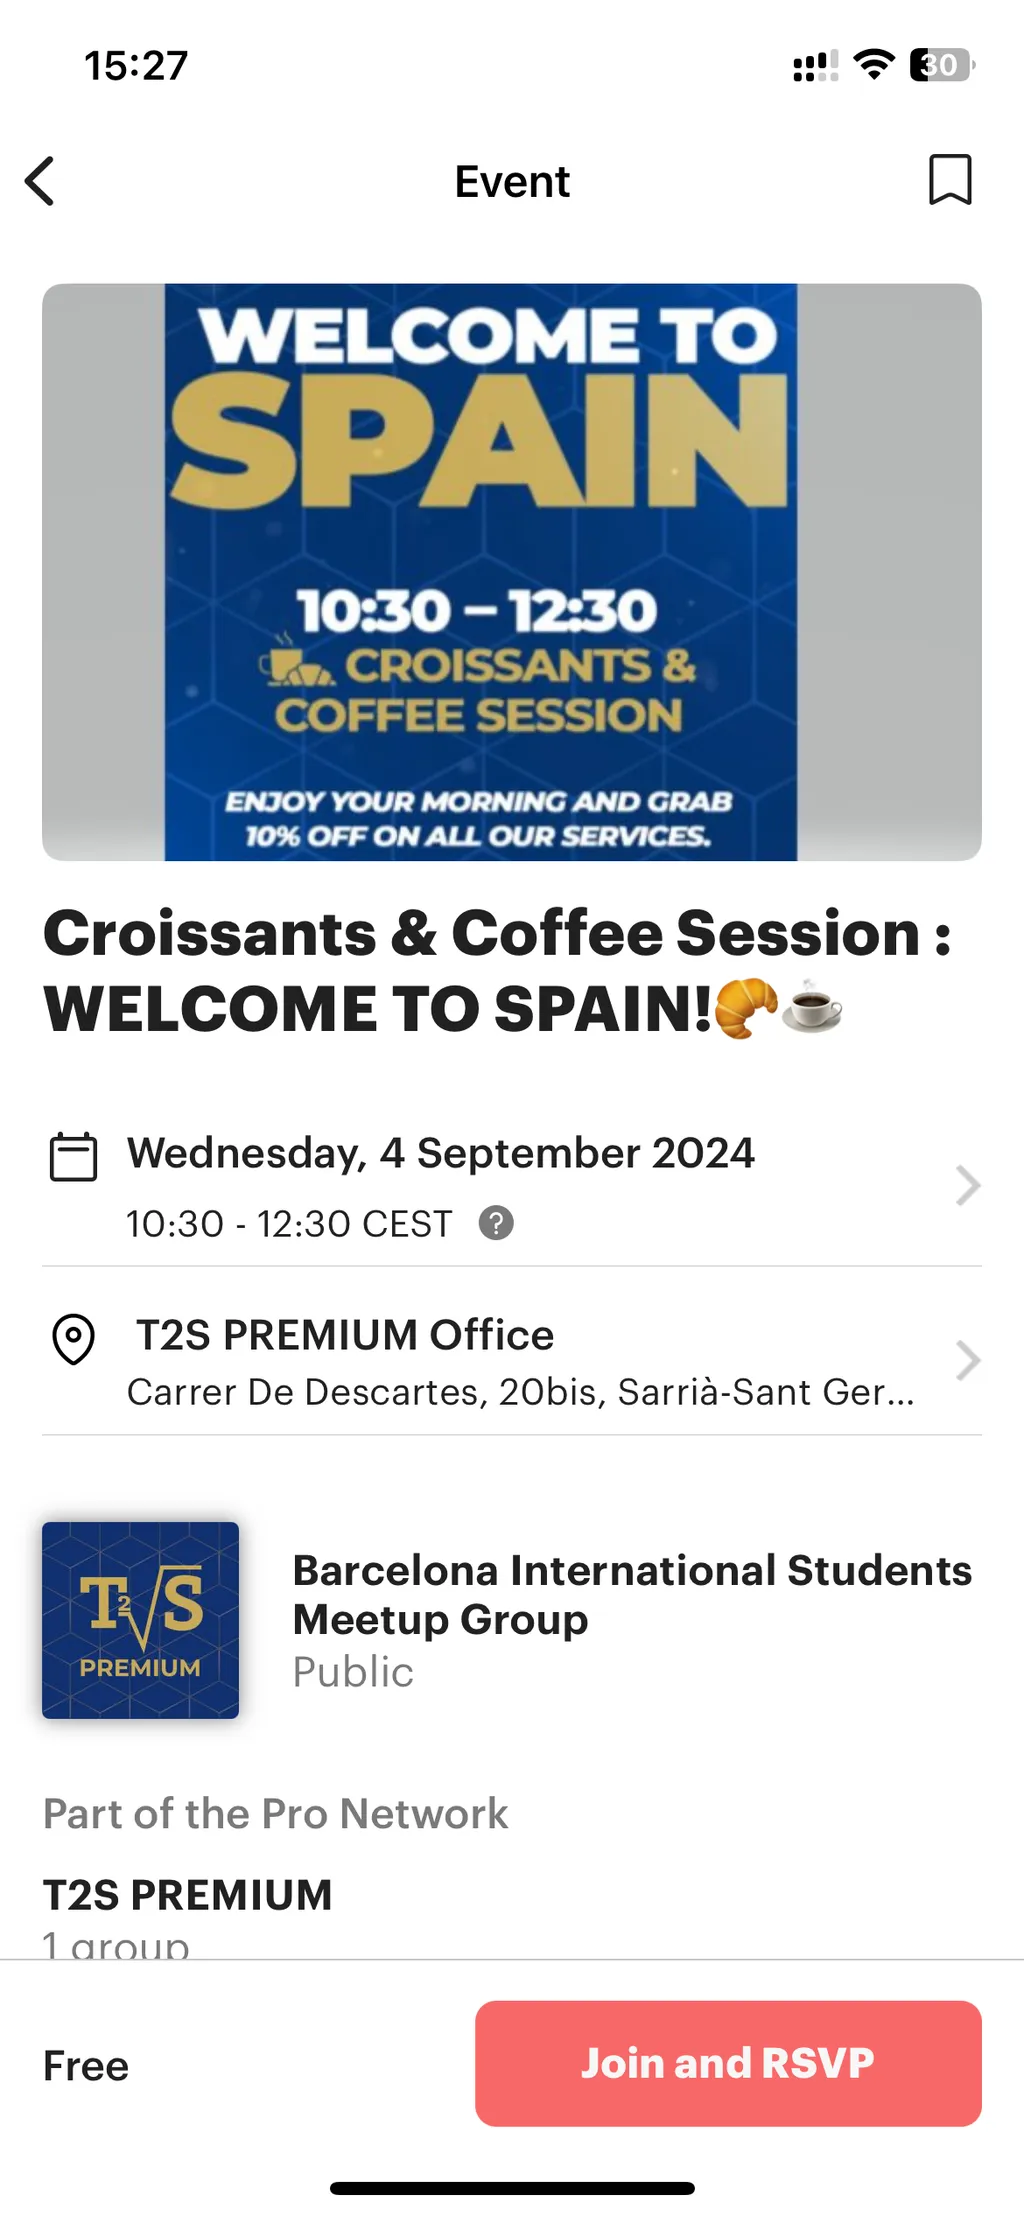 15:27
30
Event
WELCOME TO
SPAIN
10:30 – 12:30
CROISSANTS &
COFFEE SESSION
ENJOY YOUR MORNING AND GRAB
10% OFF ON ALL OUR SERVICES.
Croissants & Coffee Session :
WELCOME TO SPAIN!🥐☕
Wednesday, 4 September 2024
10:30 - 12:30 CEST ?
T2S PREMIUM Office
Carrer De Descartes, 20bis, Sarrià-Sant Ger...
T2√S
PREMIUM
Barcelona International Students
Meetup Group
Public
Part of the Pro Network
T2S PREMIUM
1 group
Free
Join and RSVP